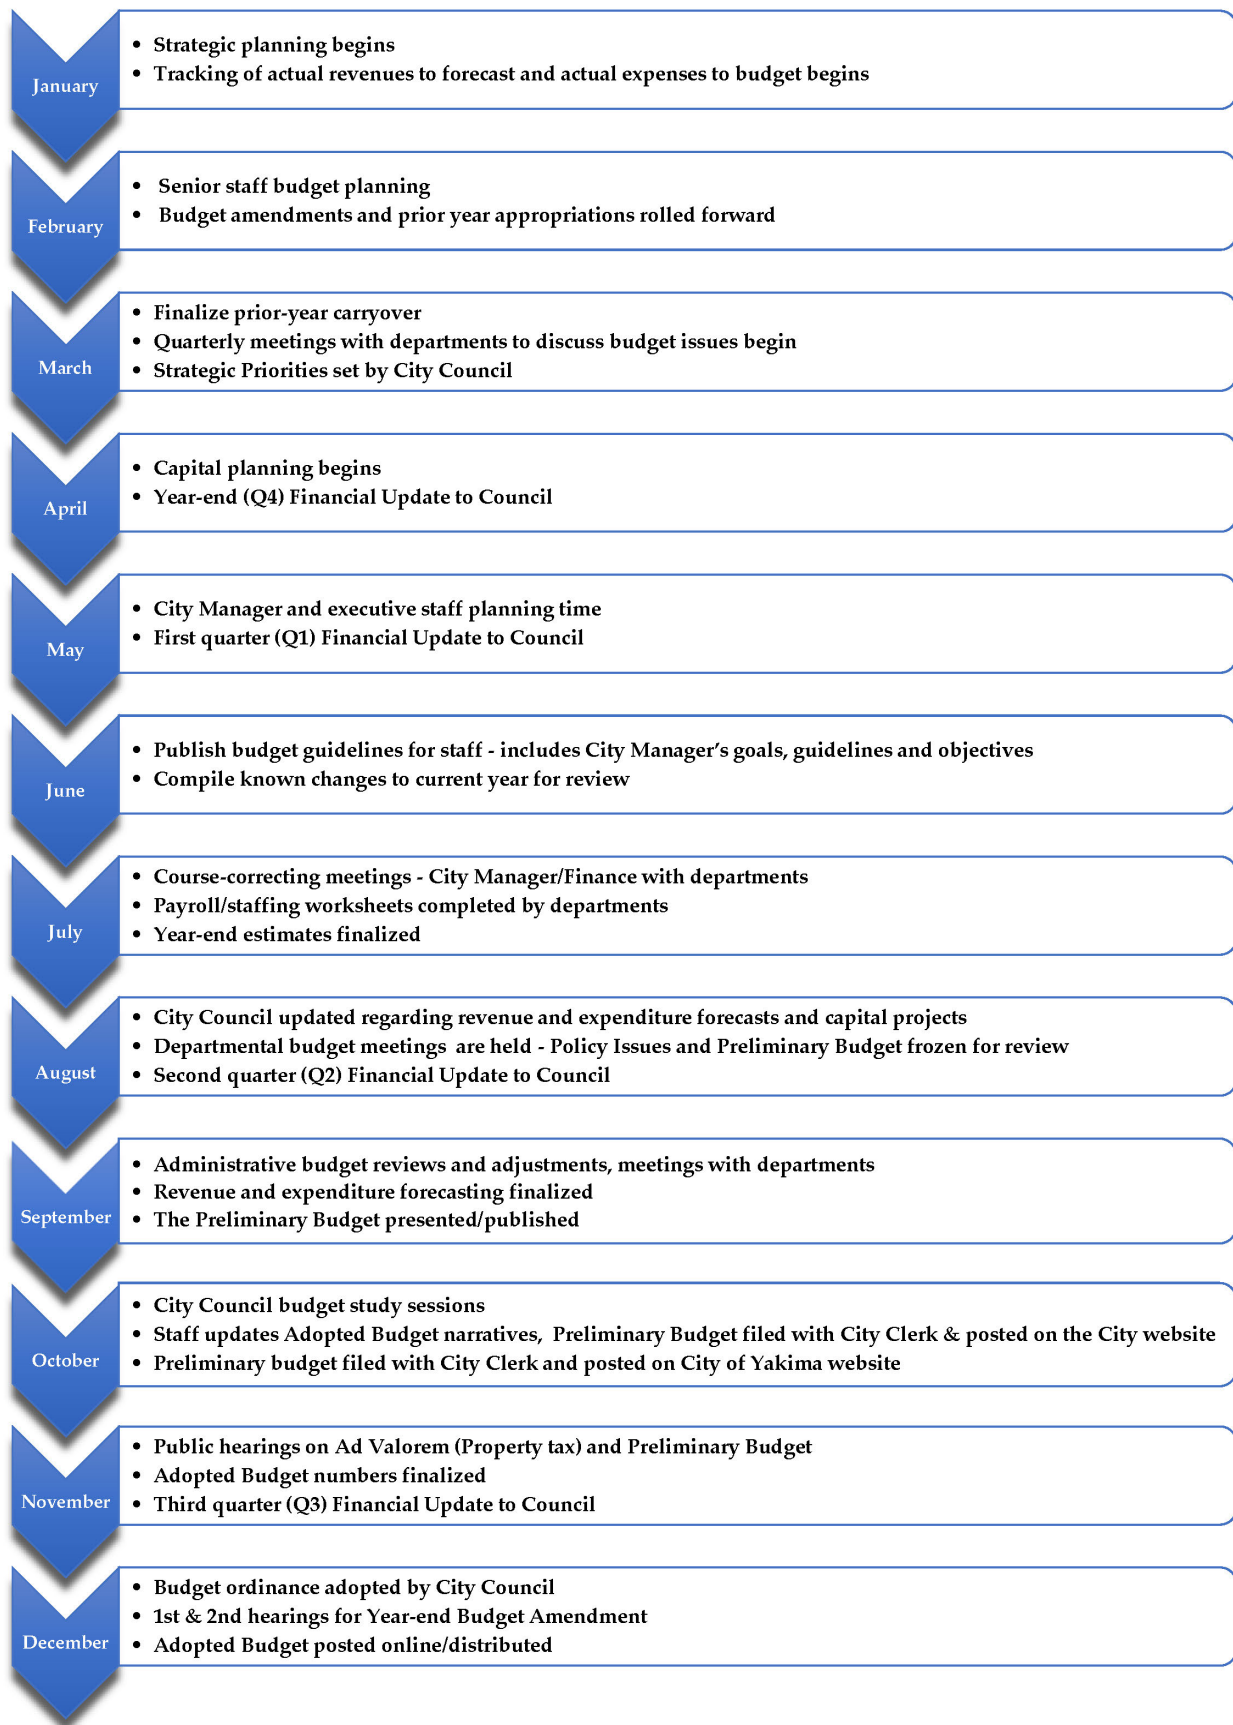 January
• Strategic planning begins
• Tracking of actual revenues to forecast and actual expenses to budget begins
February
• Senior staff budget planning
• Budget amendments and prior year appropriations rolled forward
March
• Finalize prior-year carryover
• Quarterly meetings with departments to discuss budget issues begin
• Strategic Priorities set by City Council
April
• Capital planning begins
• Year-end (Q4) Financial Update to Council
May
• City Manager and executive staff planning time
• First quarter (Q1) Financial Update to Council
June
• Publish budget guidelines for staff - includes City Manager’s goals, guidelines and objectives
• Compile known changes to current year for review
July
• Course-correcting meetings - City Manager/Finance with departments
• Payroll/staffing worksheets completed by departments
• Year-end estimates finalized
August
• City Council updated regarding revenue and expenditure forecasts and capital projects
• Departmental budget meetings  are held - Policy Issues and Preliminary Budget frozen for review
• Second quarter (Q2) Financial Update to Council
September
• Administrative budget reviews and adjustments, meetings with departments
• Revenue and expenditure forecasting finalized
• The Preliminary Budget presented/published
October
• City Council budget study sessions
• Staff updates Adopted Budget narratives,  Preliminary Budget filed with City Clerk & posted on the City website
• Preliminary budget filed with City Clerk and posted on City of Yakima website
November
• Public hearings on Ad Valorem (Property tax) and Preliminary Budget
• Adopted Budget numbers finalized
• Third quarter (Q3) Financial Update to Council
December
• Budget ordinance adopted by City Council
• 1st & 2nd hearings for Year-end Budget Amendment
• Adopted Budget posted online/distributed